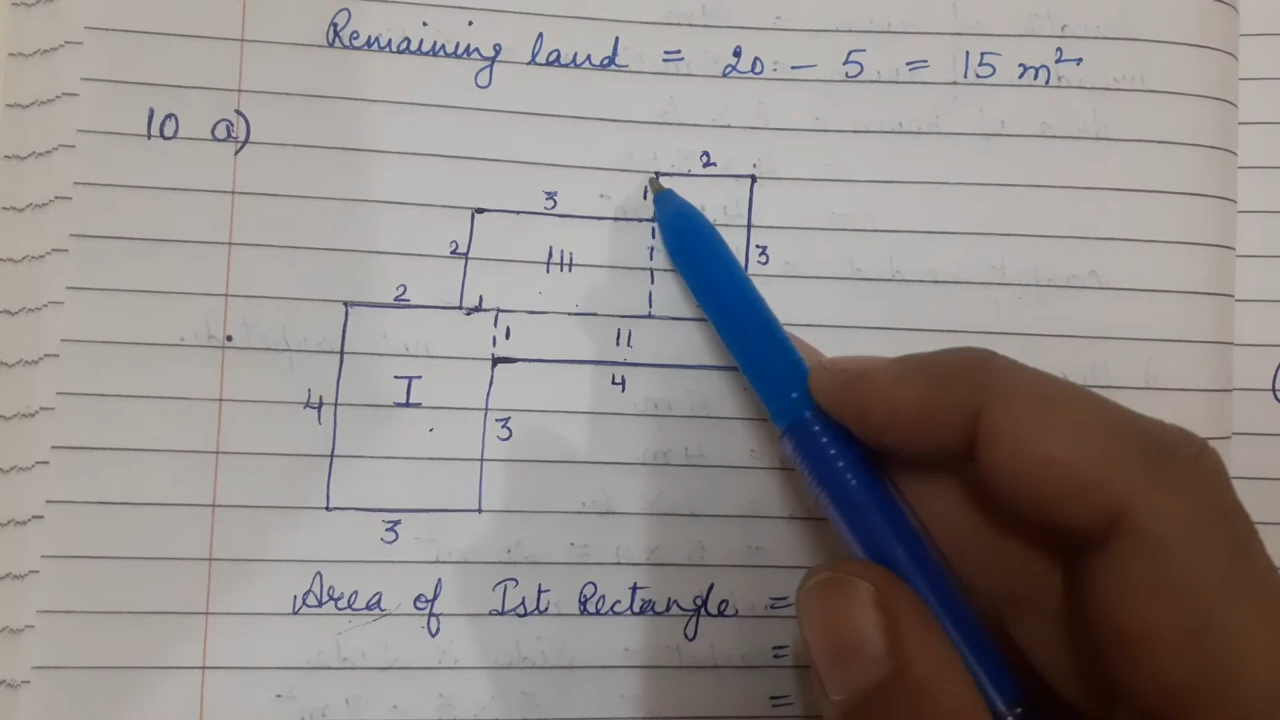 Remaining land = 20 - 5 = 15 m²
10 a)
2
1
3
2
III
3
2
1
1
II
4
I
4
3
3
Area of Ist Rectangle =
=
=